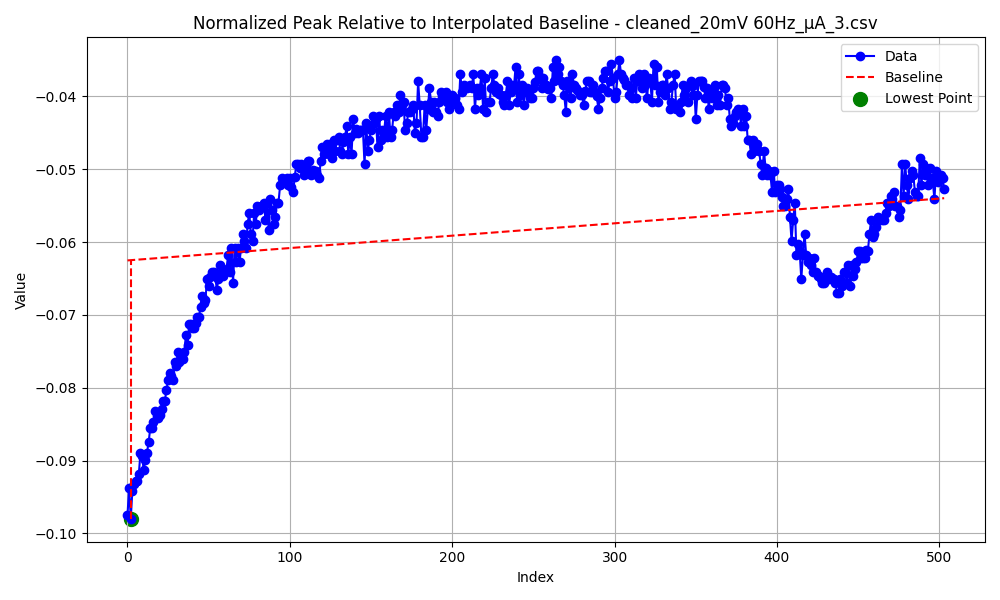 Normalized Peak Relative to Interpolated Baseline - cleaned_20mV 60Hz_μA_3.csv
Data
Baseline
Lowest Point
−0.04
−0.05
−0.06
−0.07
−0.08
−0.09
−0.10
Value
0 100 200 300 400 500
Index